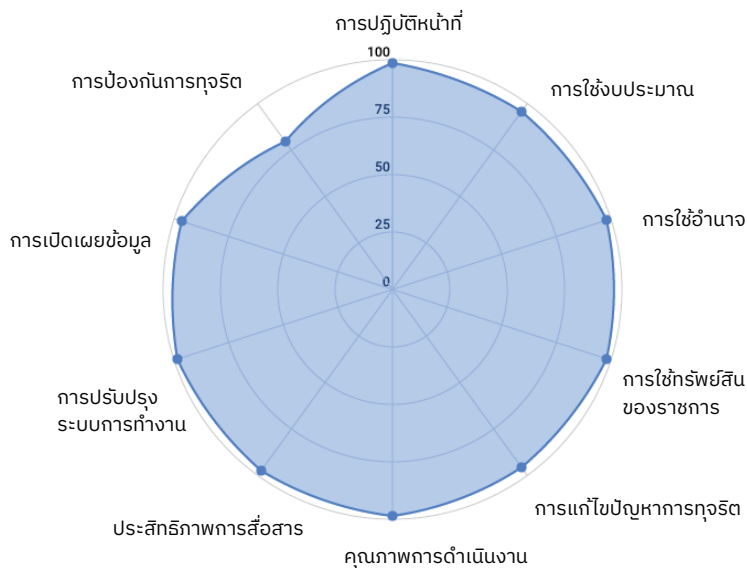 การปฏิบัติหน้าที่
100
การป้องกันการทุจริต
การใช้งบประมาณ
75
50
การเปิดเผยข้อมูล
25
การใช้อำนาจ
0
การปรับปรุง
ระบบการทำงาน
การใช้ทรัพย์สิน
ของราชการ
การแก้ไขปัญหาการทุจริต
ประสิทธิภาพการสื่อสาร
คุณภาพการดำเนินงาน